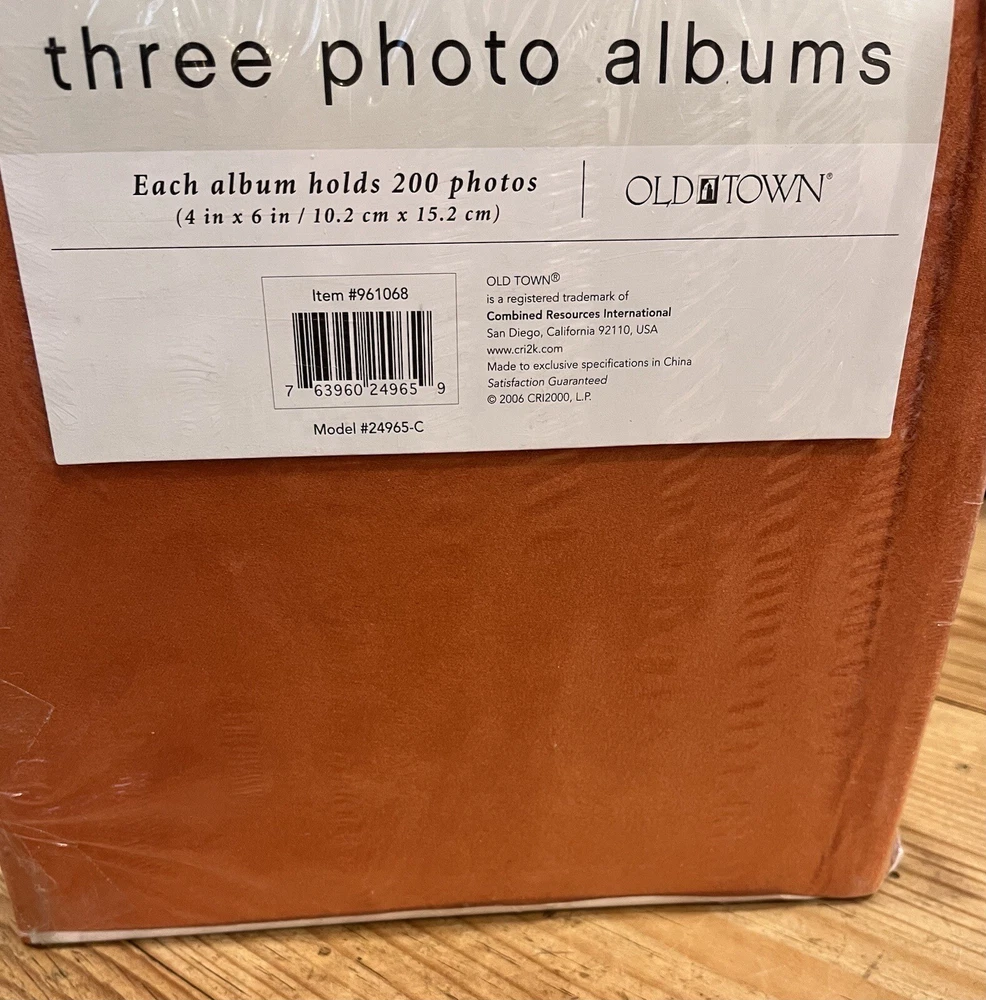 three photo albums
Each album holds 200 photos
(4 in x 6 in / 10.2 cm x 15.2 cm)
OLD TOWN®
Item #961068
7 63960 24965 9
Model #24965-C
OLD TOWN®
is a registered trademark of
Combined Resources International
San Diego, California 92110, USA
www.cri2k.com
Made to exclusive specifications in China
Satisfaction Guaranteed
© 2006 CRI2000, L.P.